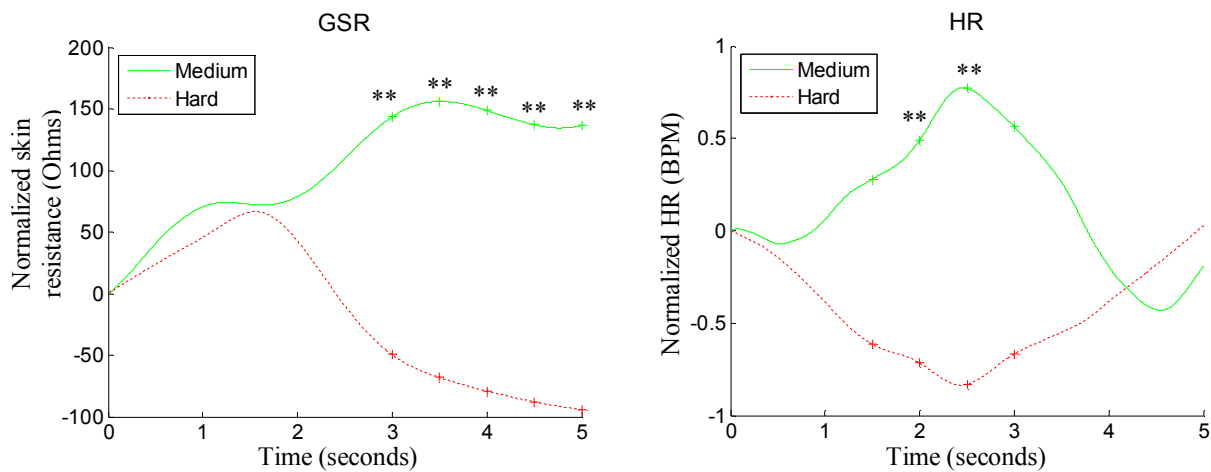 GSR
Normalized skin
resistance (Ohms)
200
150
100
50
0
-50
-100
Medium
Hard
** ** ** ** **
0 1 2 3 4 5
Time (seconds)
HR
Normalized HR (BPM)
1
0.5
0
-0.5
-1
Medium
Hard
** **
0 1 2 3 4 5
Time (seconds)